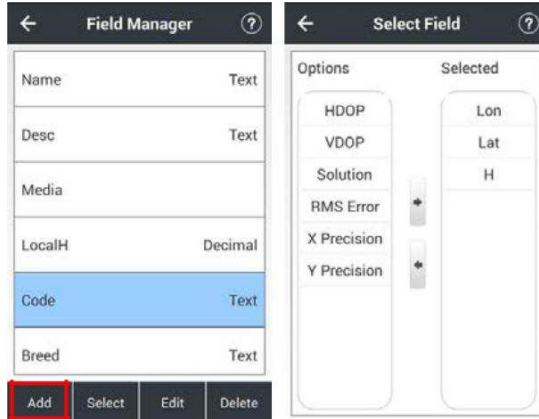 Field Manager ?
Name Text
Desc Text
Media
LocalH Decimal
Code Text
Breed Text
Add Select Edit Delete
Select Field ?
Options Selected
HDOP Lon
VDOP Lat
Solution H
RMS Error
X Precision
Y Precision